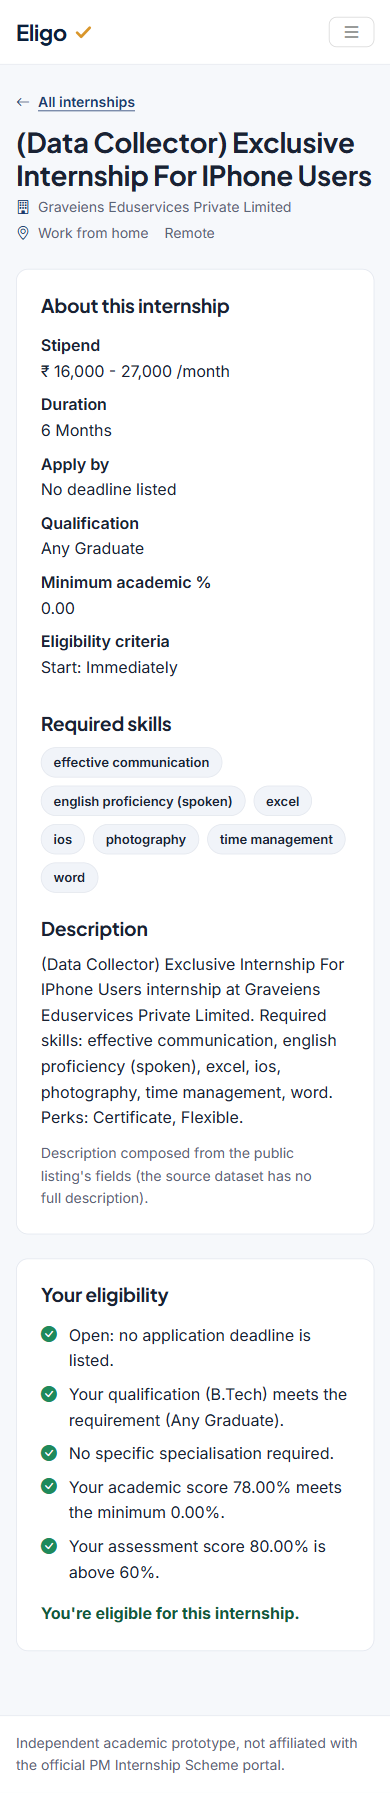 Eligo
All internships
(Data Collector) Exclusive
Internship For IPhone Users
Graveiens Eduservices Private Limited
Work from home Remote
About this internship
Stipend
₹ 16,000 - 27,000 /month
Duration
6 Months
Apply by
No deadline listed
Qualification
Any Graduate
Minimum academic %
0.00
Eligibility criteria
Start: Immediately
Required skills
effective communication
english proficiency (spoken) excel
ios photography time management
word
Description
(Data Collector) Exclusive Internship For
IPhone Users internship at Graveiens
Eduservices Private Limited. Required
skills: effective communication, english
proficiency (spoken), excel, ios,
photography, time management, word.
Perks: Certificate, Flexible.
Description composed from the public
listing's fields (the source dataset has no
full description).
Your eligibility
Open: no application deadline is
listed.
Your qualification (B.Tech) meets the
requirement (Any Graduate).
No specific specialisation required.
Your academic score 78.00% meets
the minimum 0.00%.
Your assessment score 80.00% is
above 60%.
You're eligible for this internship.
Independent academic prototype, not affiliated with
the official PM Internship Scheme portal.